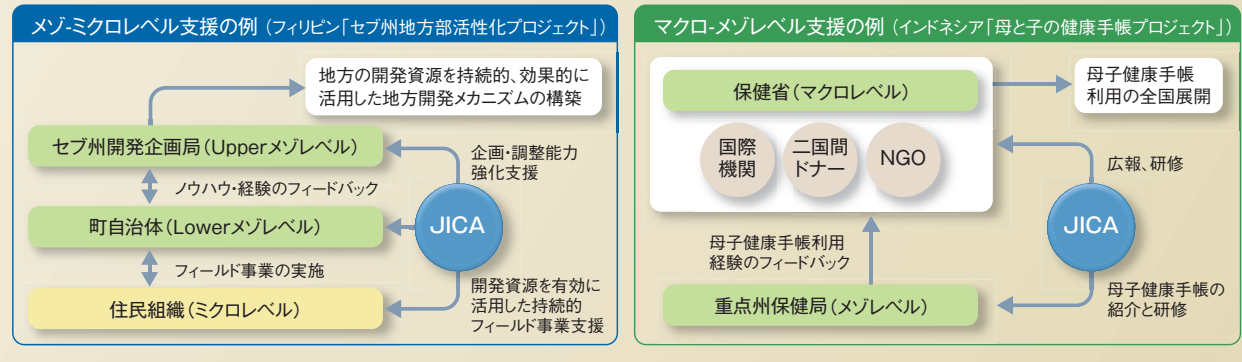 メゾ-ミクロレベル支援の例（フィリピン「セブ州地方部活性化プロジェクト」）
地方の開発資源を持続的、効果的に
活用した地方開発メカニズムの構築
セブ州開発企画局（Upperメゾレベル）
企画・調整能力
強化支援
ノウハウ・経験のフィードバック
町自治体（Lowerメゾレベル）
JICA
フィールド事業の実施
住民組織（ミクロレベル）
開発資源を有効に
活用した持続的
フィールド事業支援
マクロ-メゾレベル支援の例（インドネシア「母と子の健康手帳プロジェクト」）
保健省（マクロレベル）
母子健康手帳
利用の全国展開
国際
機関
二国間
ドナー
NGO
広報、研修
JICA
母子健康手帳利用
経験のフィードバック
重点州保健局（メゾレベル）
母子健康手帳の
紹介と研修